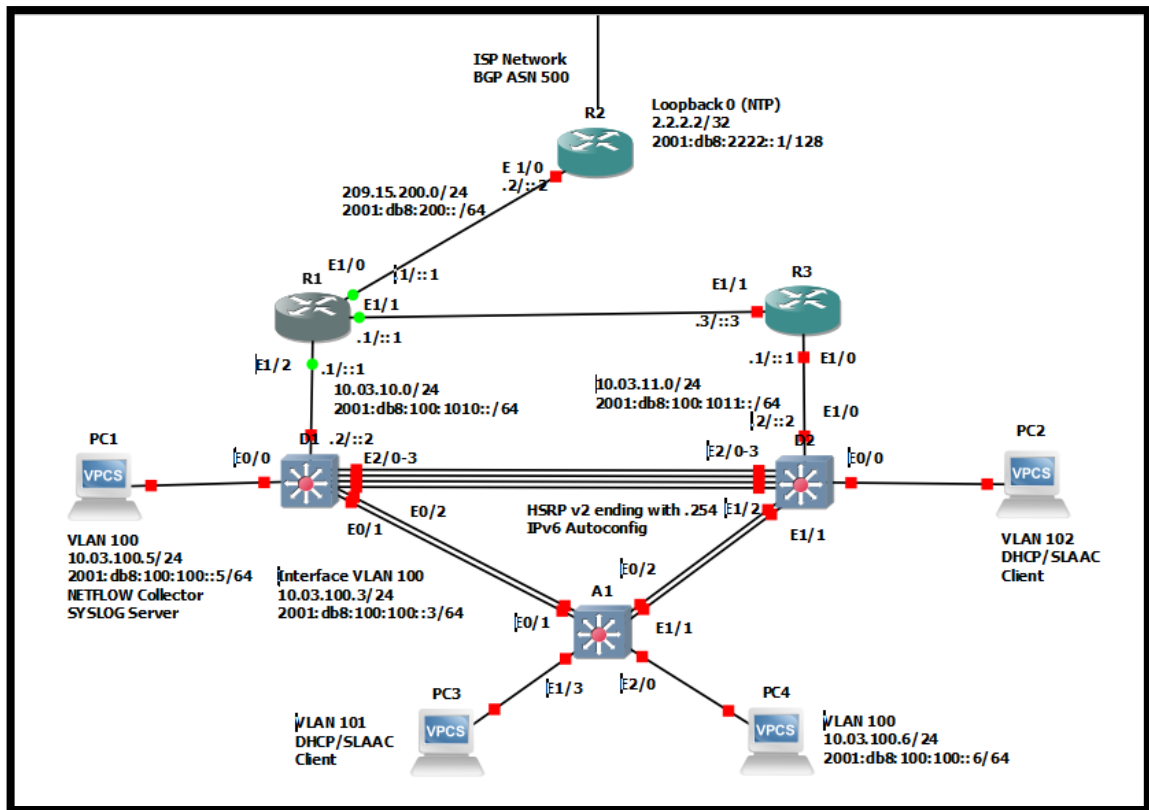 ISP Network
BGP ASN 500
R2
Loopback 0 (NTP)
2.2.2.2/32
2001:db8:2222::1/128
E 1/0
.2/::2
209.15.200.0/24
2001:db8:200::/64
R1
E1/0
.1/::1
E1/1
.1/::1
E1/2
.1/::1
R3
E1/1
.3/::3
.1/::1
E1/0
10.03.10.0/24
2001:db8:100:1010::/64
10.03.11.0/24
2001:db8:100:1011::/64
E1/0
.2/::2
D1
.2/::2
D2
PC1
VPCS
E0/0
E2/0-3
E2/0-3
E0/0
PC2
VPCS
E0/2
E0/1
HSRP v2 ending with .254
IPv6 Autoconfig
E1/2
E1/1
VLAN 100
10.03.100.5/24
2001:db8:100:100::5/64
NETFLOW Collector
SYSLOG Server
Interface VLAN 100
10.03.100.3/24
2001:db8:100:100::3/64
VLAN 102
DHCP/SLAAC
Client
E0/2
A1
E0/1
E1/1
E1/3
E2/0
PC3
VPCS
VLAN 101
DHCP/SLAAC
Client
PC4
VPCS
VLAN 100
10.03.100.6/24
2001:db8:100:100::6/64